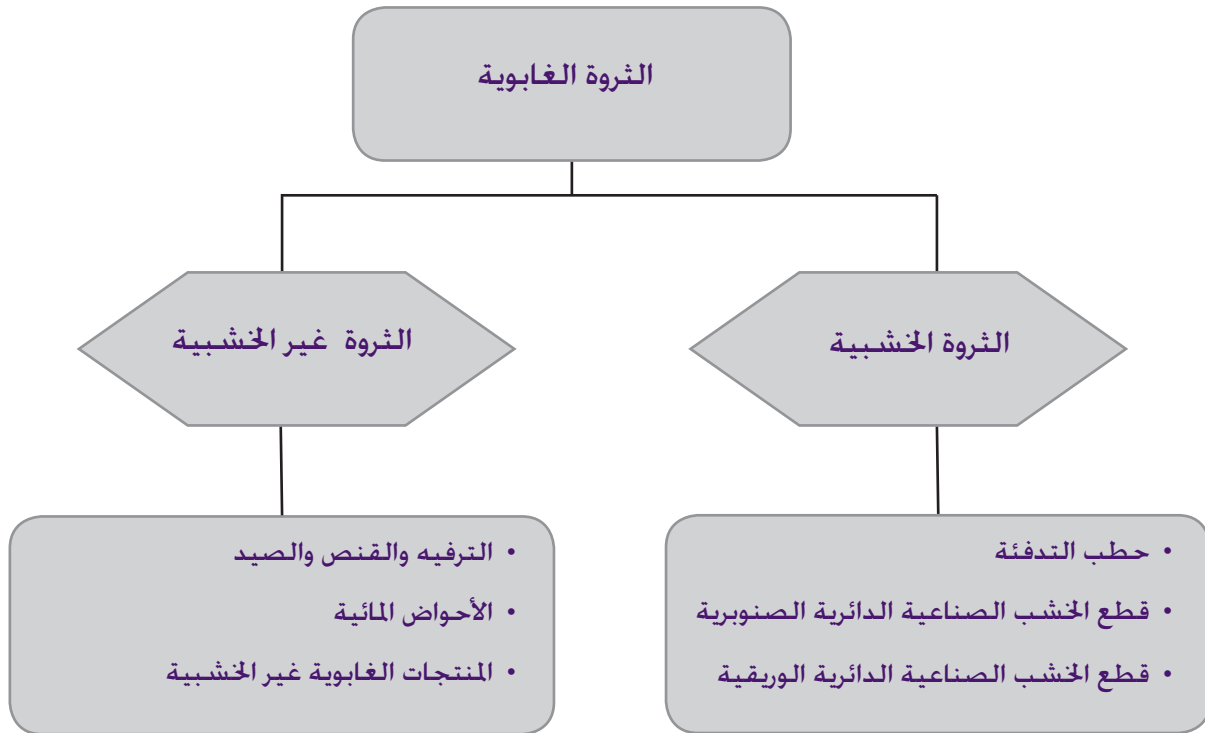 الثروة الغابوية
الثروة الخشبية
الثروة غير الخشبية
• حطب التدفئة
• قطع الخشب الصناعية الدائرية الصنوبرية
• قطع الخشب الصناعية الدائرية الوريقية
• الترفيه والقنص والصيد
• الأحواض المائية
• المنتجات الغابوية غير الخشبية